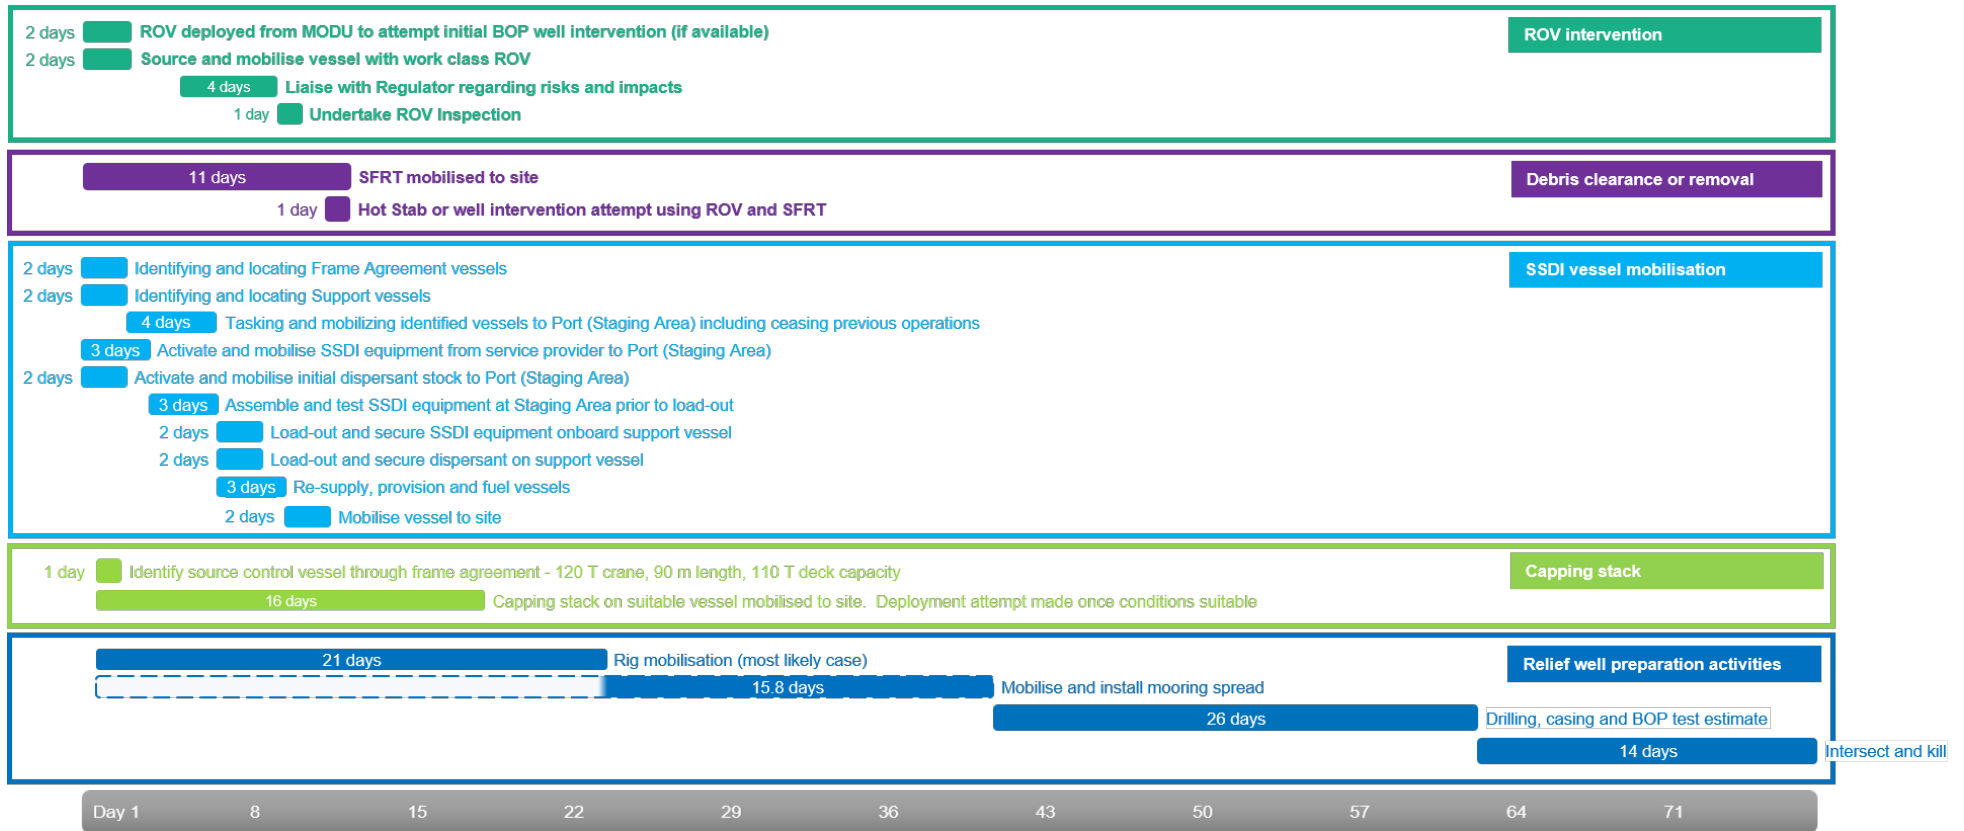 2 days ROV deployed from MODU to attempt initial BOP well intervention (if available)
ROV intervention
2 days Source and mobilise vessel with work class ROV
4 days Liaise with Regulator regarding risks and impacts
1 day Undertake ROV Inspection
11 days SFRT mobilised to site
Debris clearance or removal
1 day Hot Stab or well intervention attempt using ROV and SFRT
2 days Identifying and locating Frame Agreement vessels
SSDI vessel mobilisation
2 days Identifying and locating Support vessels
4 days Tasking and mobilizing identified vessels to Port (Staging Area) including ceasing previous operations
3 days Activate and mobilise SSDI equipment from service provider to Port (Staging Area)
2 days Activate and mobilise initial dispersant stock to Port (Staging Area)
3 days Assemble and test SSDI equipment at Staging Area prior to load-out
2 days Load-out and secure SSDI equipment onboard support vessel
2 days Load-out and secure dispersant on support vessel
3 days Re-supply, provision and fuel vessels
2 days Mobilise vessel to site
1 day Identify source control vessel through frame agreement - 120 T crane, 90 m length, 110 T deck capacity
Capping stack
16 days Capping stack on suitable vessel mobilised to site. Deployment attempt made once conditions suitable
21 days Rig mobilisation (most likely case)
Relief well preparation activities
15.8 days Mobilise and install mooring spread
26 days Drilling, casing and BOP test estimate
14 days Intersect and kill
Day 1 8 15 22 29 36 43 50 57 64 71